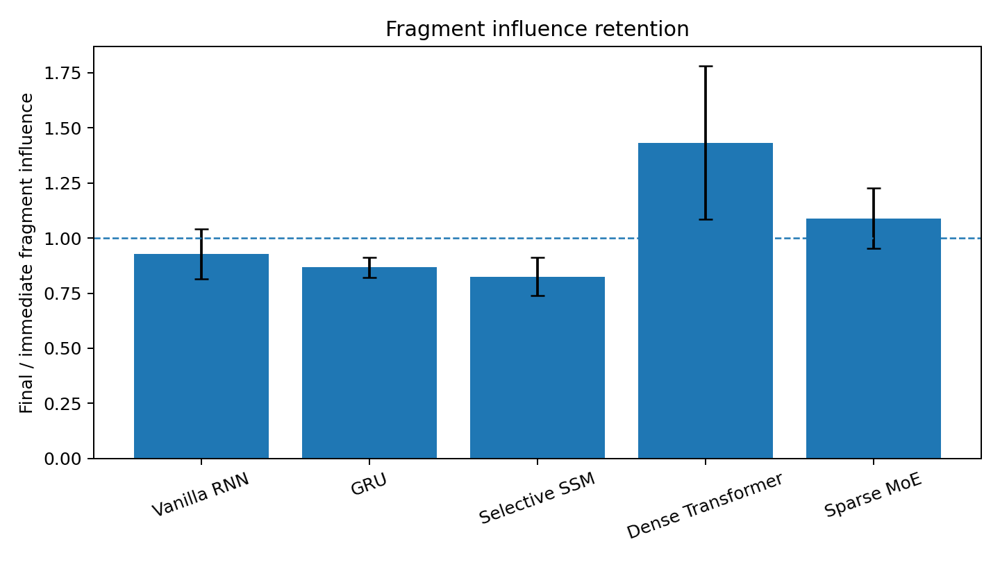 Fragment influence retention
Final / immediate fragment influence
1.75
1.50
1.25
1.00
0.75
0.50
0.25
0.00
Vanilla RNN
GRU
Selective SSM
Dense Transformer
Sparse MoE